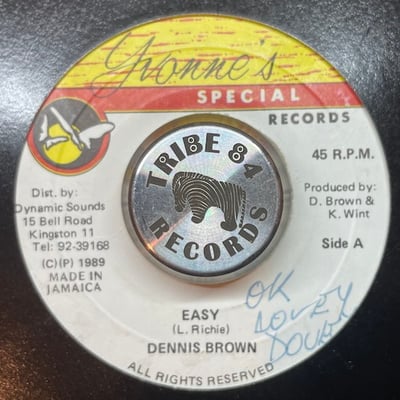 Yvonne's
SPECIAL
RECORDS
45 R.P.M.
TRIBE 84
RECORDS
Dist. by:
Dynamic Sounds
15 Bell Road
Kingston 11
Tel: 92-39168
(C)(P) 1989
MADE IN
JAMAICA
Produced by:
D. Brown &
K. Wint
Side A
EASY
(L. Richie)
DENNIS BROWN
ALL RIGHTS RESERVED
OK
LOVEY